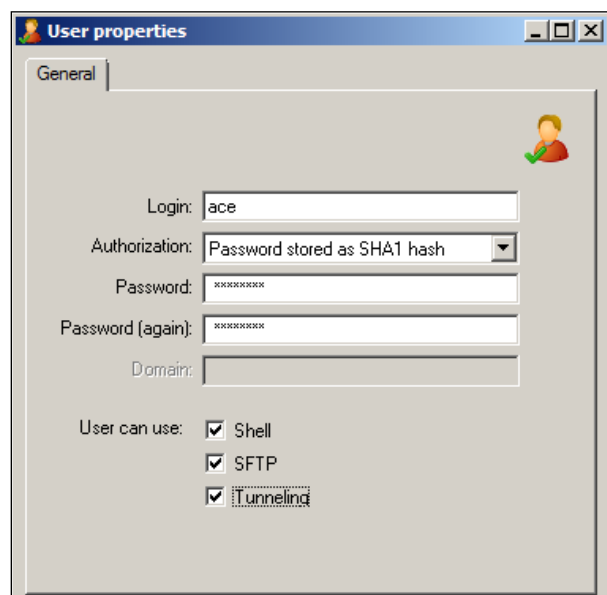 User properties
General
Login: ace
Authorization: Password stored as SHA1 hash
Password: ********
Password (again): ********
Domain:
User can use: Shell
SFTP
Tunneling